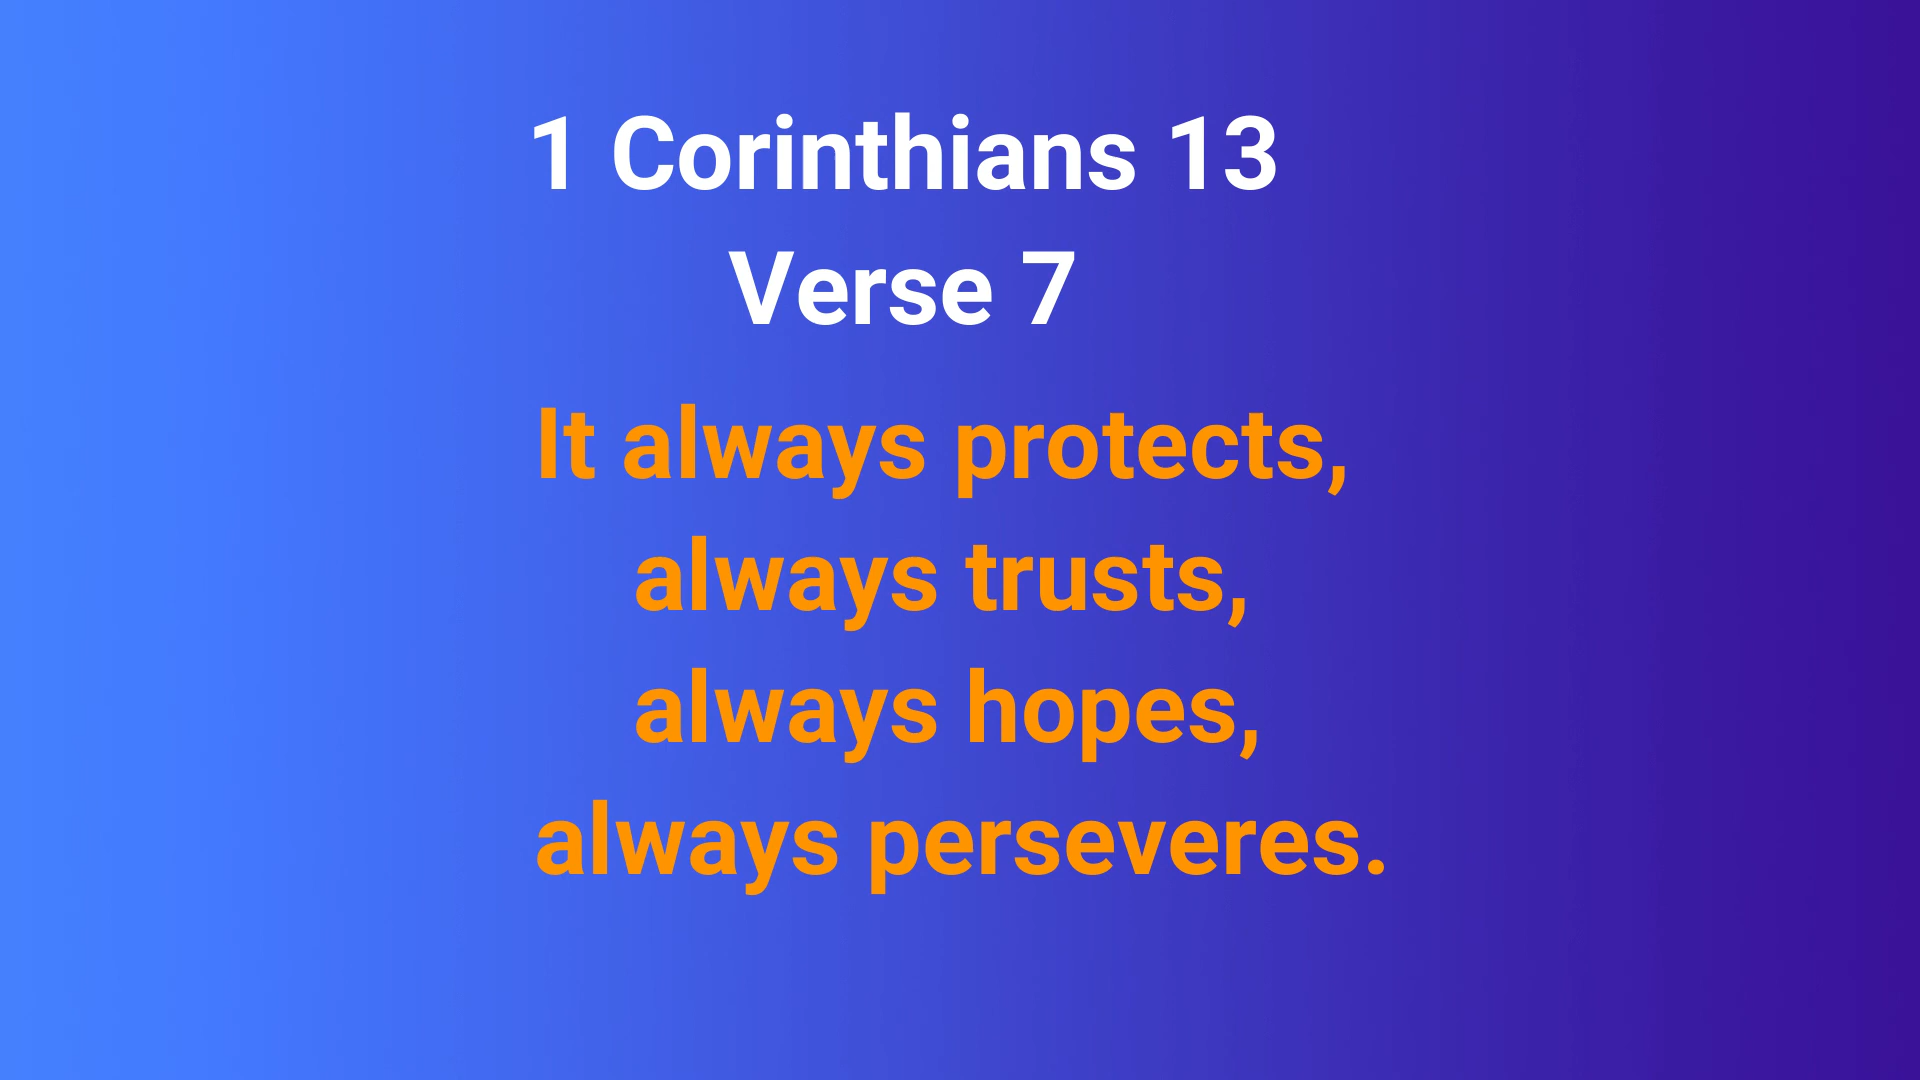 1 Corinthians 13
Verse 7
It always protects,
always trusts,
always hopes,
always perseveres.